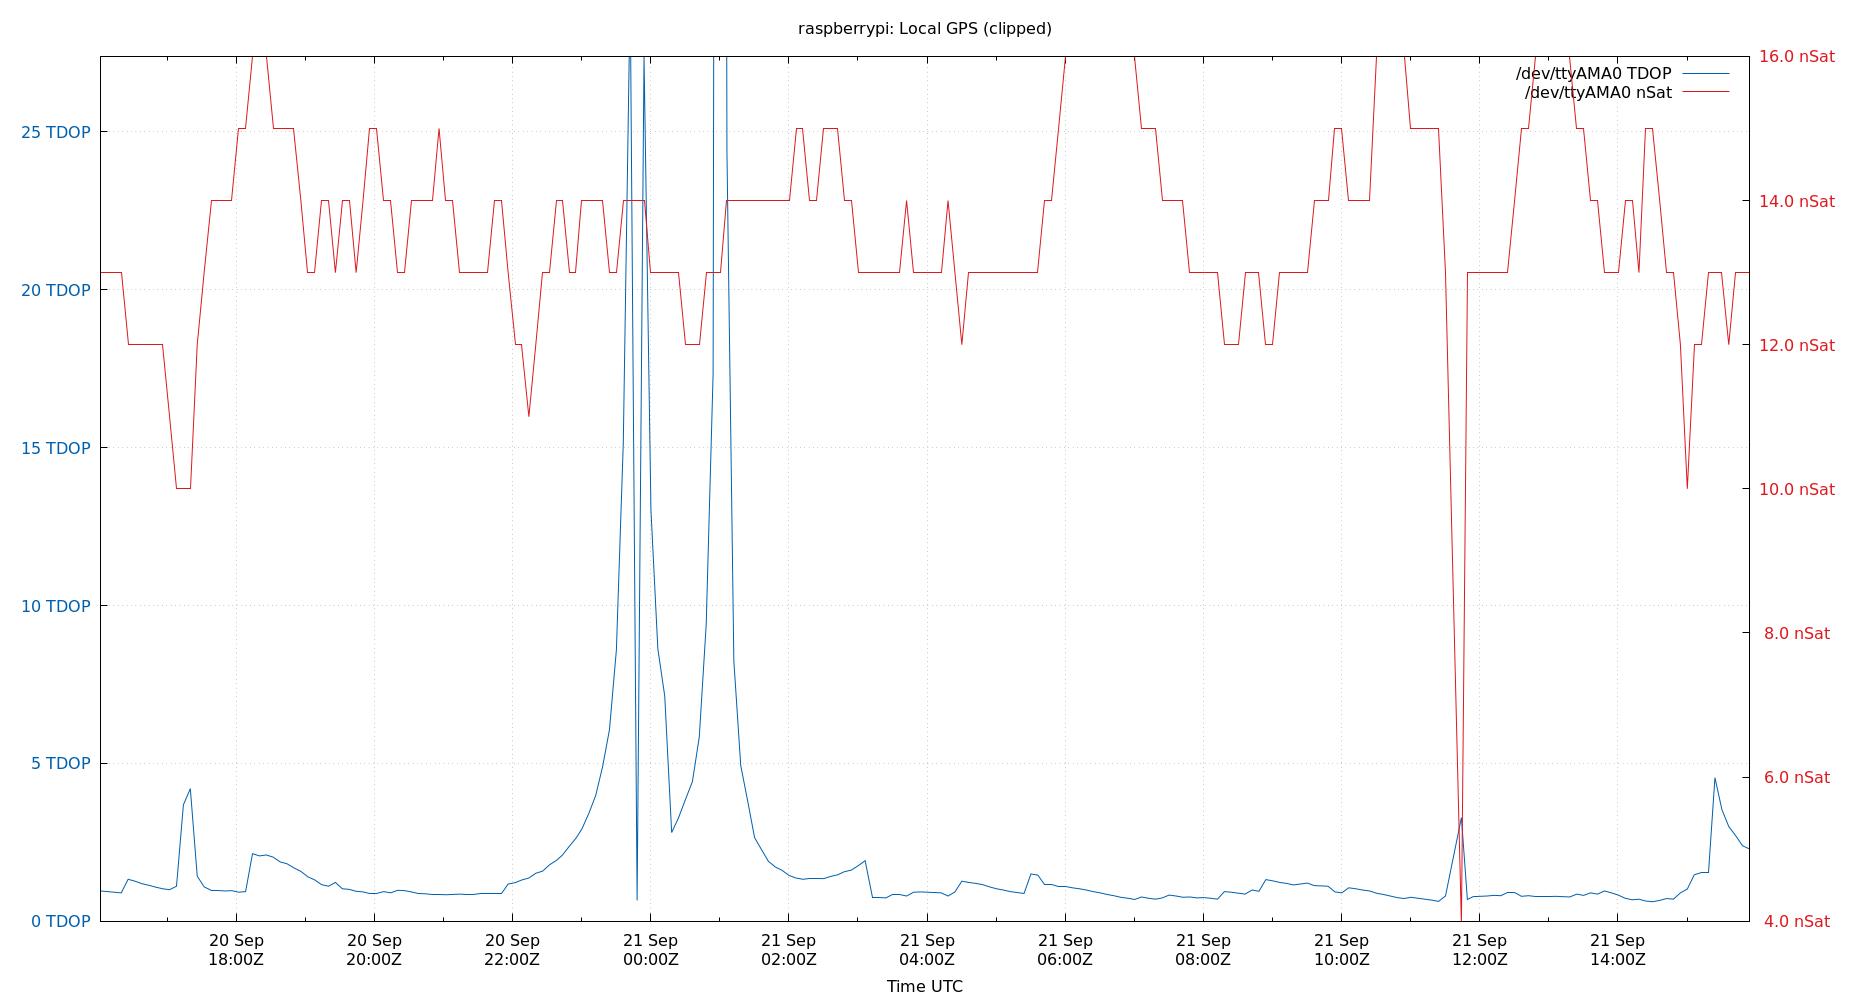 raspberrypi: Local GPS (clipped)
/dev/ttyAMA0 TDOP
/dev/ttyAMA0 nSat
25 TDOP
20 TDOP
15 TDOP
10 TDOP
5 TDOP
0 TDOP
16.0 nSat
14.0 nSat
12.0 nSat
10.0 nSat
8.0 nSat
6.0 nSat
4.0 nSat
20 Sep
18:00Z
20 Sep
20:00Z
20 Sep
22:00Z
21 Sep
00:00Z
21 Sep
02:00Z
21 Sep
04:00Z
21 Sep
06:00Z
21 Sep
08:00Z
21 Sep
10:00Z
21 Sep
12:00Z
21 Sep
14:00Z
Time UTC